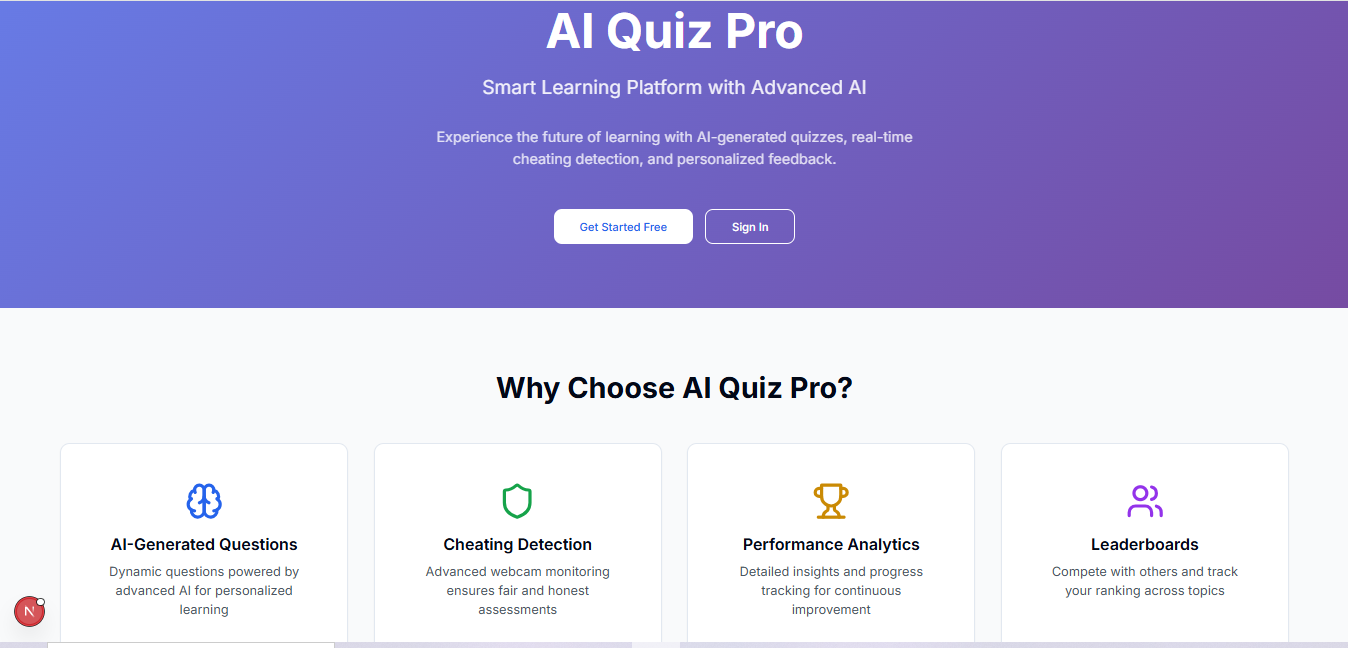 AI Quiz Pro
Smart Learning Platform with Advanced AI
Experience the future of learning with AI-generated quizzes, real-time
cheating detection, and personalized feedback.
Get Started Free
Sign In
Why Choose AI Quiz Pro?
AI-Generated Questions
Dynamic questions powered by
advanced AI for personalized
learning
Cheating Detection
Advanced webcam monitoring
ensures fair and honest
assessments
Performance Analytics
Detailed insights and progress
tracking for continuous
improvement
Leaderboards
Compete with others and track
your ranking across topics
N